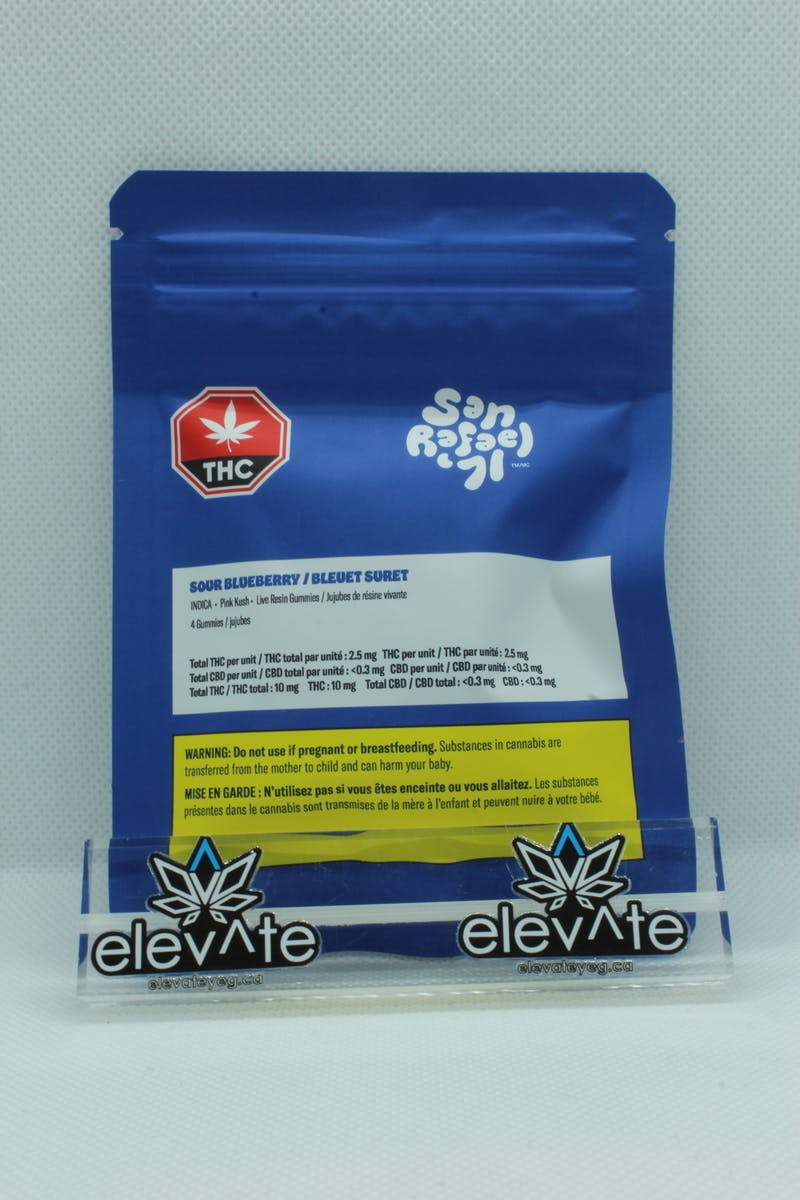 THC
San
Rafael
'71
TM/MC
SOUR BLUEBERRY / BLEUET SURET
INDICA • Pink Kush • Live Resin Gummies / Jujubes de résine vivante
4 Gummies / jujubes
Total THC per unit / THC total par unité : 2.5 mg THC per unit / THC par unité : 2.5 mg
Total CBD per unit / CBD total par unité : <0.3 mg CBD per unit / CBD par unité : <0.3 mg
Total THC / THC total : 10 mg THC : 10 mg Total CBD / CBD total : <0.3 mg CBD : <0.3 mg
WARNING: Do not use if pregnant or breastfeeding. Substances in cannabis are
transferred from the mother to child and can harm your baby.
MISE EN GARDE : N'utilisez pas si vous êtes enceinte ou vous allaitez. Les substances
présentes dans le cannabis sont transmises de la mère à l'enfant et peuvent nuire à votre bébé.
elevate
elevateyeg.ca
elevate
elevateyeg.ca